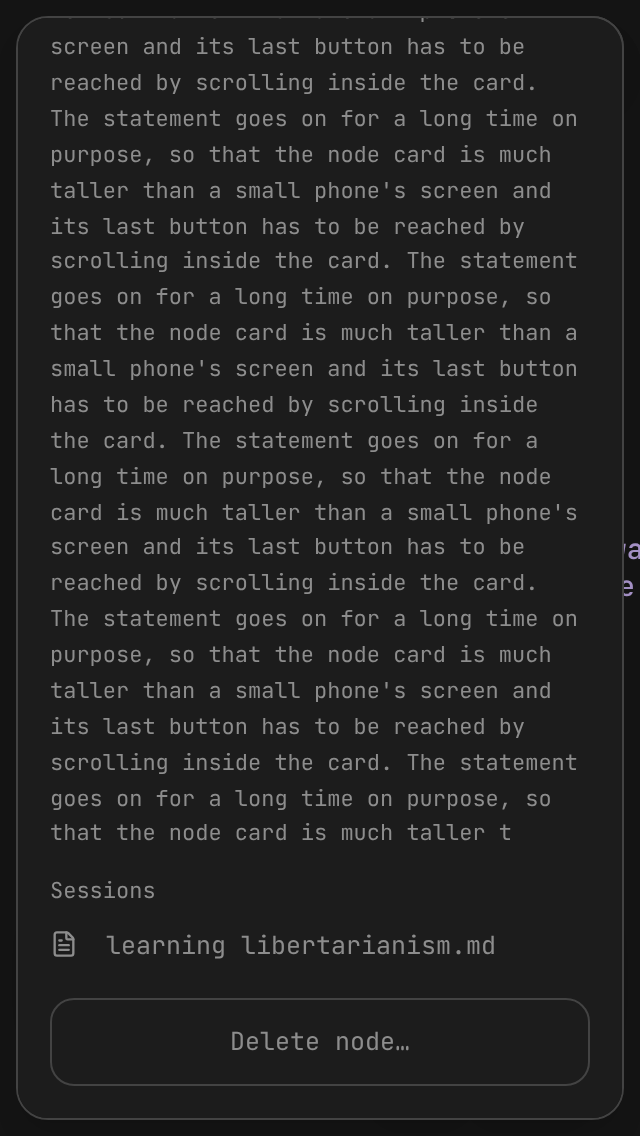 screen and its last button has to be
reached by scrolling inside the card.
The statement goes on for a long time on
purpose, so that the node card is much
taller than a small phone's screen and
its last button has to be reached by
scrolling inside the card. The statement
goes on for a long time on purpose, so
that the node card is much taller than a
small phone's screen and its last button
has to be reached by scrolling inside
the card. The statement goes on for a
long time on purpose, so that the node
card is much taller than a small phone's
screen and its last button has to be
reached by scrolling inside the card.
The statement goes on for a long time on
purpose, so that the node card is much
taller than a small phone's screen and
its last button has to be reached by
scrolling inside the card. The statement
goes on for a long time on purpose, so
that the node card is much taller t
Sessions
learning libertarianism.md
Delete node…